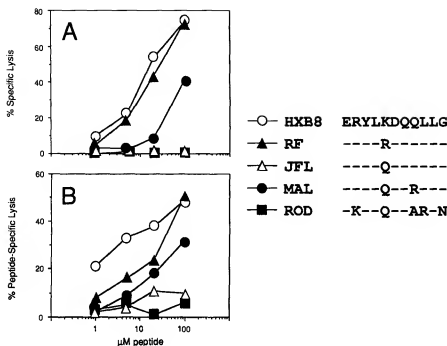 A
% Specific Lysis
80
60
40
20
0
B
% Peptide-Specific Lysis
60
40
20
0
1
10
100
µM peptide
HXB8 ERYLKDQQLLG
RF ----R------
JFL ----Q------
MAL ----Q--R---
ROD -K--Q--AR-N